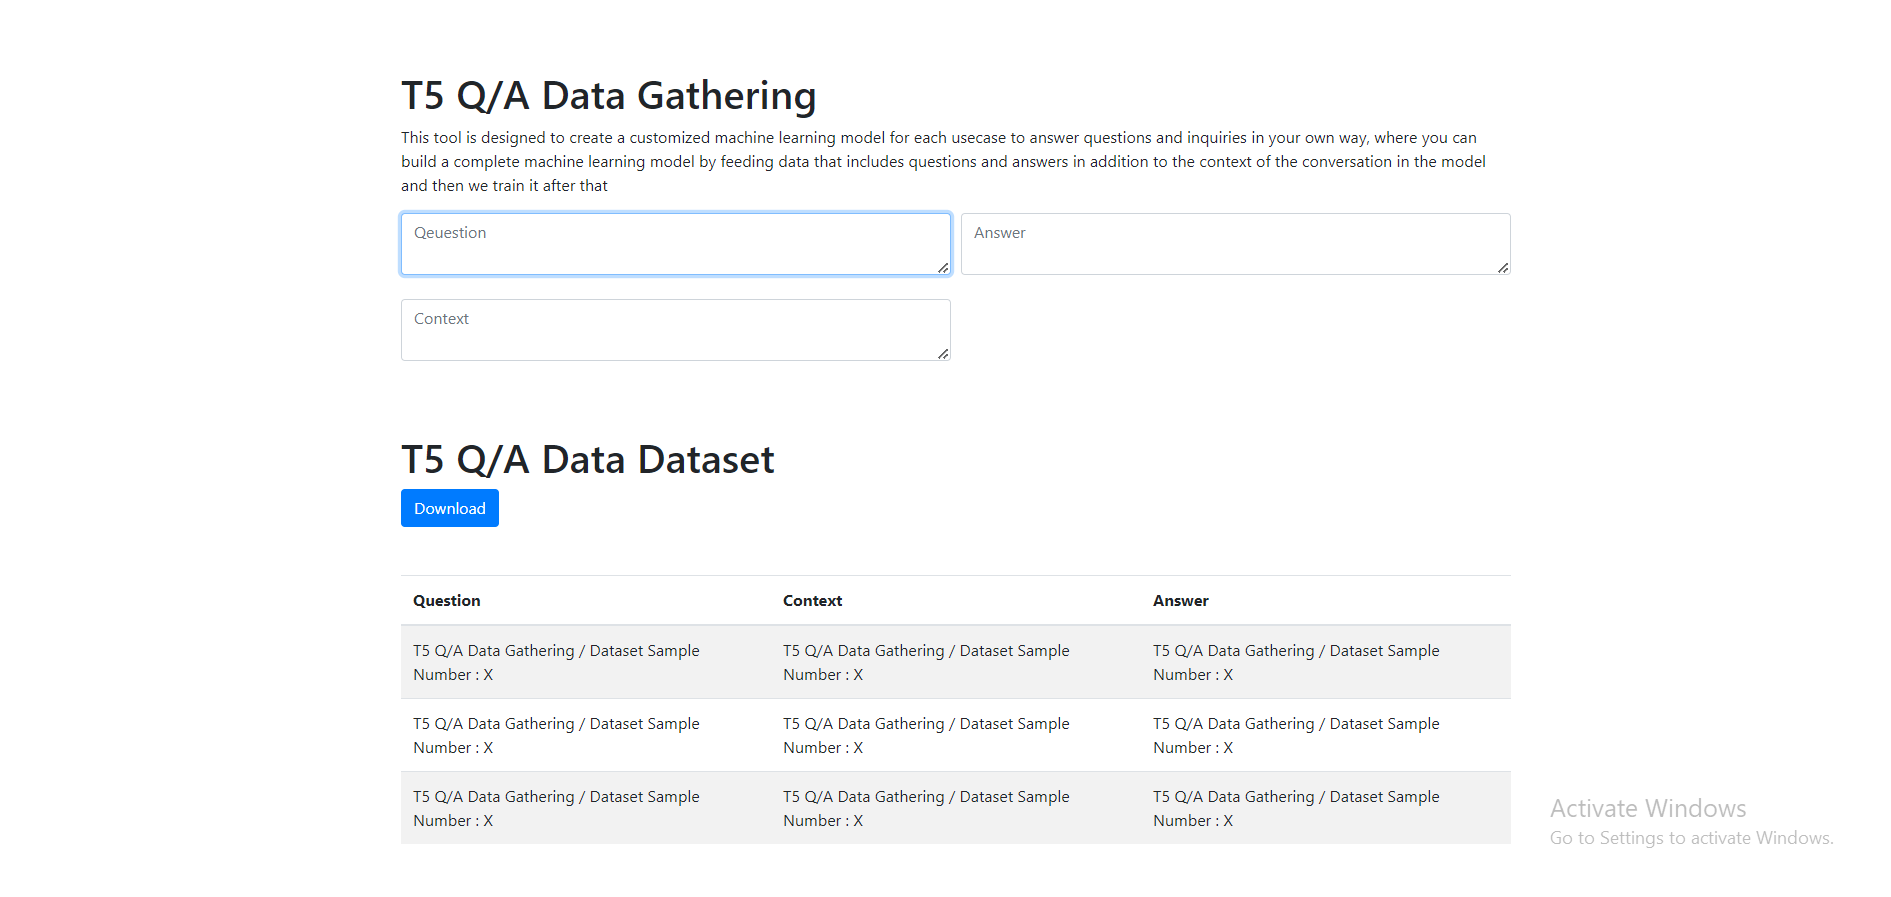 T5 Q/A Data Gathering
This tool is designed to create a customized machine learning model for each usecase to answer questions and inquiries in your own way, where you can
build a complete machine learning model by feeding data that includes questions and answers in addition to the context of the conversation in the model
and then we train it after that
Qeuestion
Answer
Context
T5 Q/A Data Dataset
Download
Question Context Answer
T5 Q/A Data Gathering / Dataset Sample T5 Q/A Data Gathering / Dataset Sample T5 Q/A Data Gathering / Dataset Sample
Number : X Number : X Number : X
T5 Q/A Data Gathering / Dataset Sample T5 Q/A Data Gathering / Dataset Sample T5 Q/A Data Gathering / Dataset Sample
Number : X Number : X Number : X
T5 Q/A Data Gathering / Dataset Sample T5 Q/A Data Gathering / Dataset Sample T5 Q/A Data Gathering / Dataset Sample
Number : X Number : X Number : X
Activate Windows
Go to Settings to activate Windows.